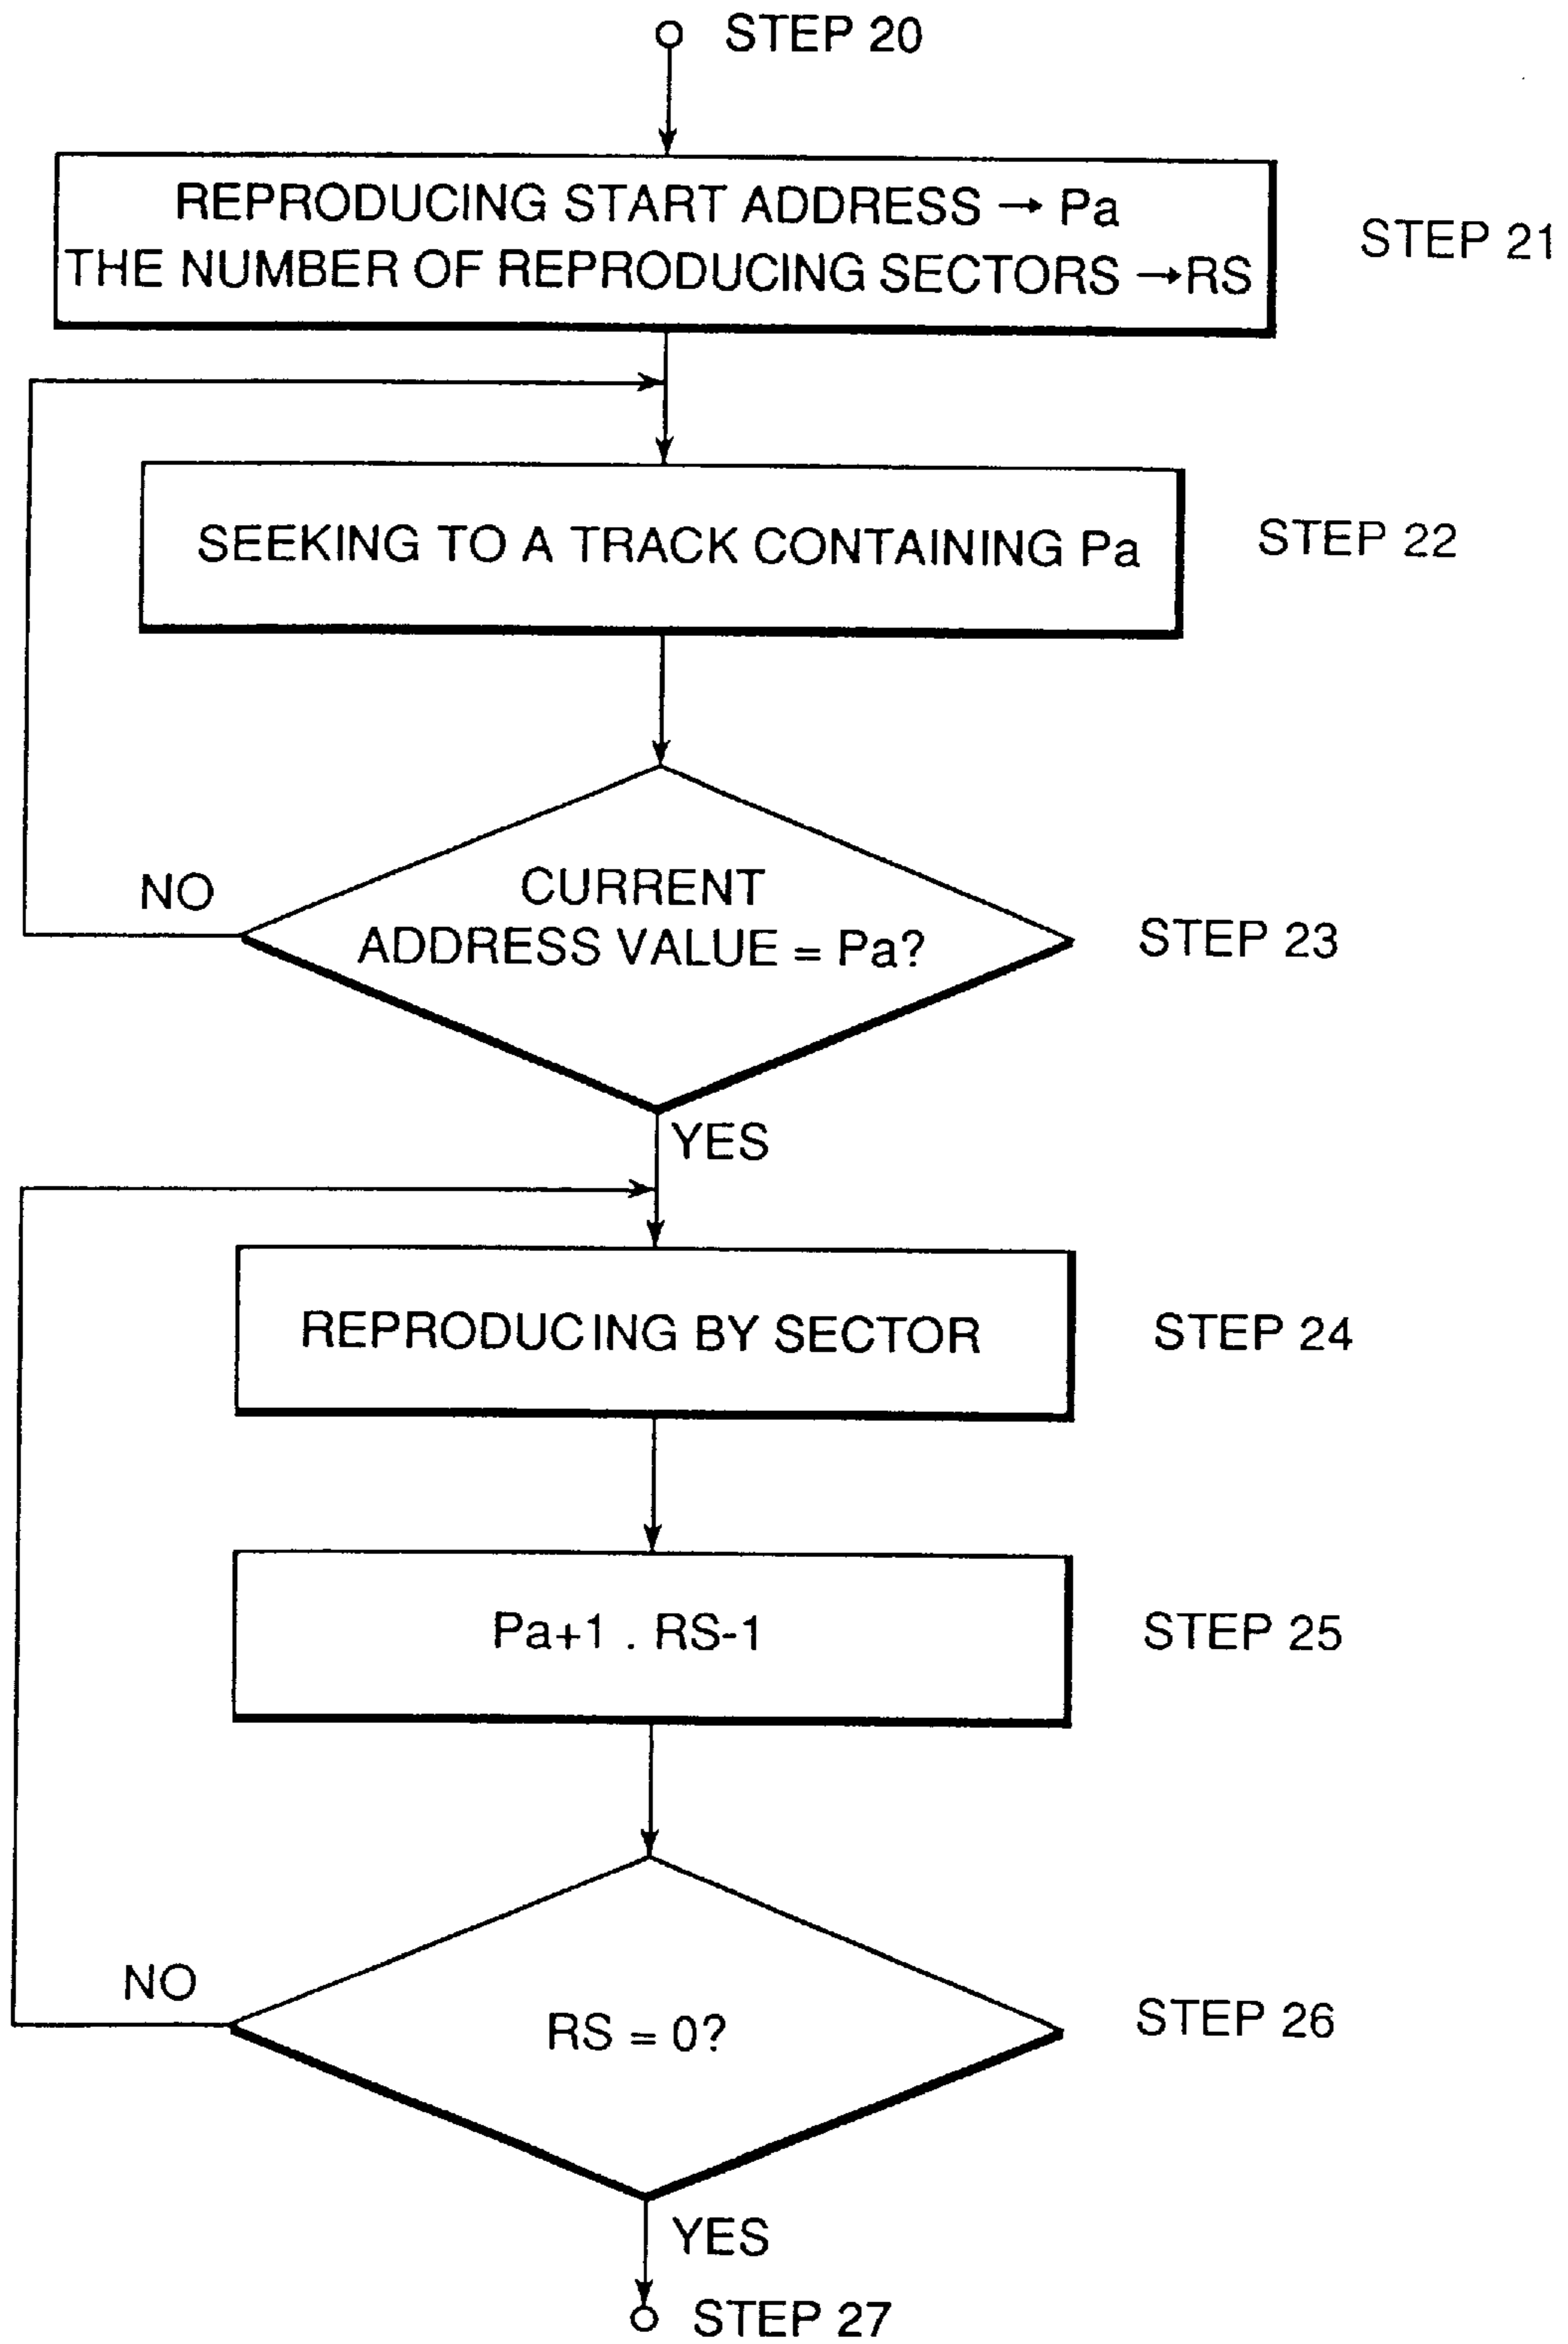 STEP 20
REPRODUCING START ADDRESS → Pa
THE NUMBER OF REPRODUCING SECTORS →RS
STEP 21
SEEKING TO A TRACK CONTAINING Pa
STEP 22
CURRENT
ADDRESS VALUE = Pa?
NO
STEP 23
YES
REPRODUCING BY SECTOR
STEP 24
Pa+1 . RS-1
STEP 25
NO
RS = 0?
STEP 26
YES
STEP 27